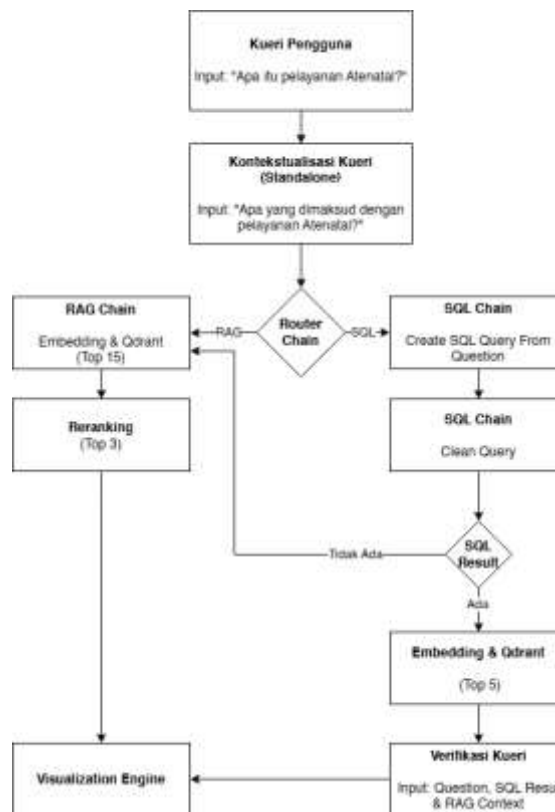 Kueri Pengguna
Input: "Apa itu pelayanan Atenatal?"
Kontekstualisasi Kueri
(Standalone)
Input: "Apa yang dimaksud dengan
pelayanan Atenatal?"
RAG Chain
Embedding & Qdrant
(Top 15)
RAG
Router
Chain
SQL
SQL Chain
Create SQL Query From
Question
Reranking
(Top 3)
SQL Chain
Clean Query
Tidak Ada
SQL
Result
Ada
Embedding & Qdrant
(Top 5)
Visualization Engine
Verifikasi Kueri
Input: Question, SQL Resul
& RAG Context